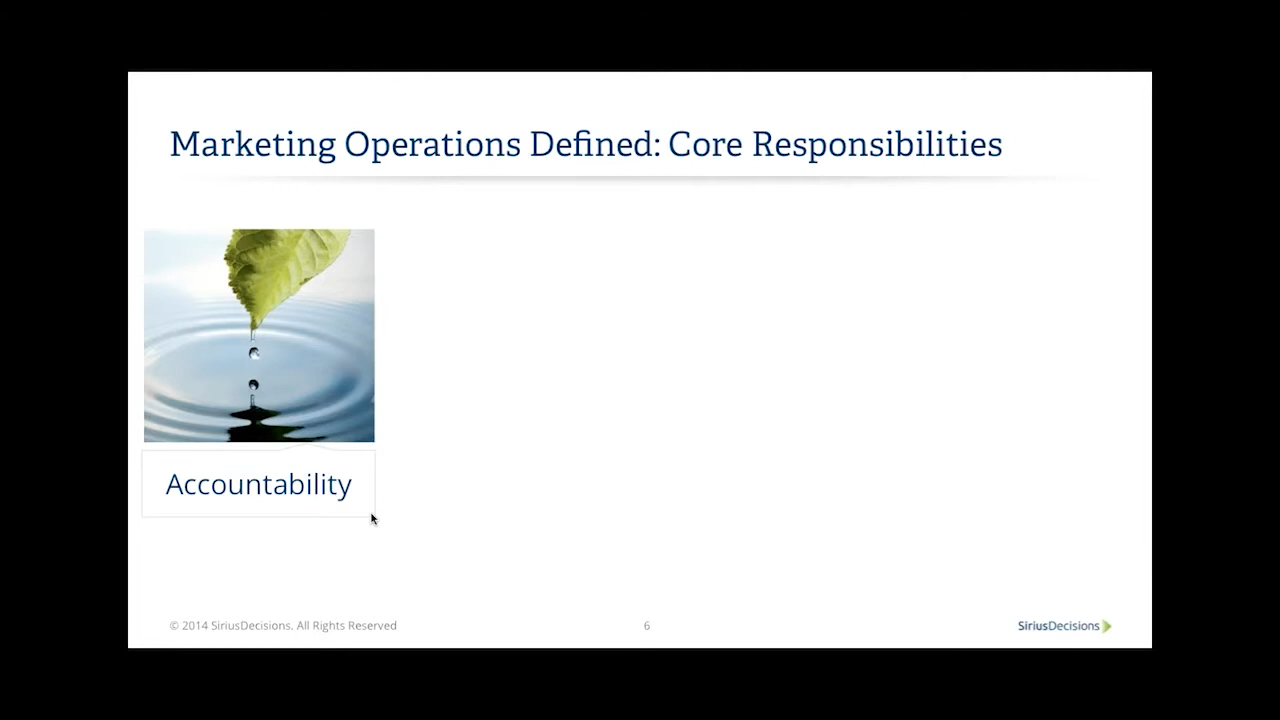 Marketing Operations Defined: Core Responsibilities
Accountability
© 2014 SiriusDecisions. All Rights Reserved
6
SiriusDecisions